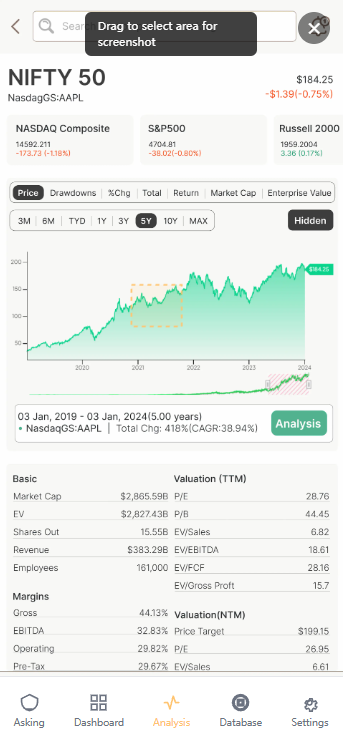 Drag to select area for
screenshot
Sear
NIFTY 50
$184.25
NasdagGS:AAPL
-$1.39(-0.75%)
NASDAQ Composite
S&P500
Russell 2000
14592.211
4704.81
1959.2004
-173.73 (-1.18%)
-38.02(-0.80%)
3.36 (0.17%)
Price Drawdowns %Chg Total Return Market Cap Enterprise Value
3M 6M TYD 1Y 3Y 5Y 10Y MAX
Hidden
200
$184.25
150
100
50
2020 2021 2022 2023 2024
03 Jan, 2019 - 03 Jan, 2024(5.00 years)
• NasdaqGS:AAPL | Total Chg: 418%(CAGR:38.94%)
Analysis
Basic
Market Cap $2,865.59B
EV $2,827.43B
Shares Out 15.55B
Revenue $383.29B
Employees 161,000
Margins
Gross 44.13%
EBITDA 32.83%
Operating 29.82%
Pre-Tax 29.67%
Valuation (TTM)
P/E 28.76
P/B 44.45
EV/Sales 6.82
EV/EBITDA 18.61
EV/FCF 28.16
EV/Gross Proft 15.7
Valuation(NTM)
Price Target $199.15
P/E 26.95
EV/Sales 6.61
Asking
Dashboard
Analysis
Database
Settings